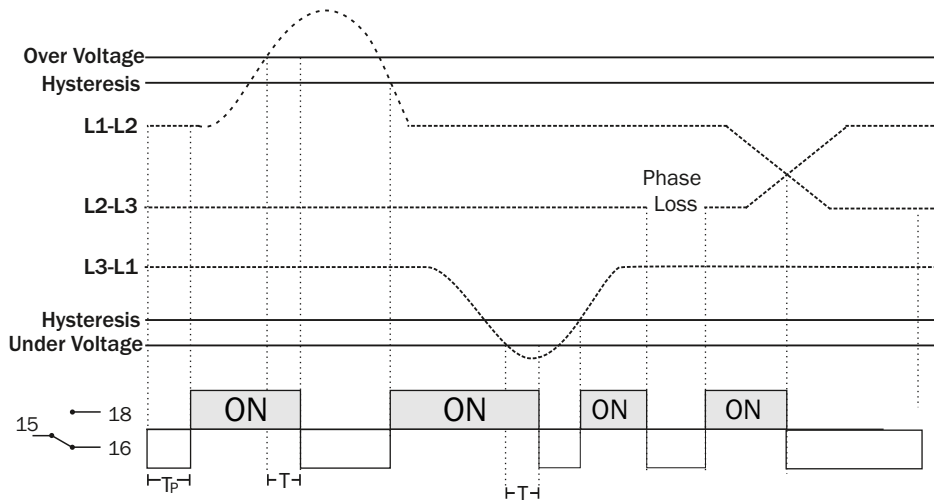 Over Voltage
Hysteresis
L1-L2
Phase
Loss
L2-L3
L3-L1
Hysteresis
Under Voltage
ON ON ON ON
18
15
16
TP
T
T